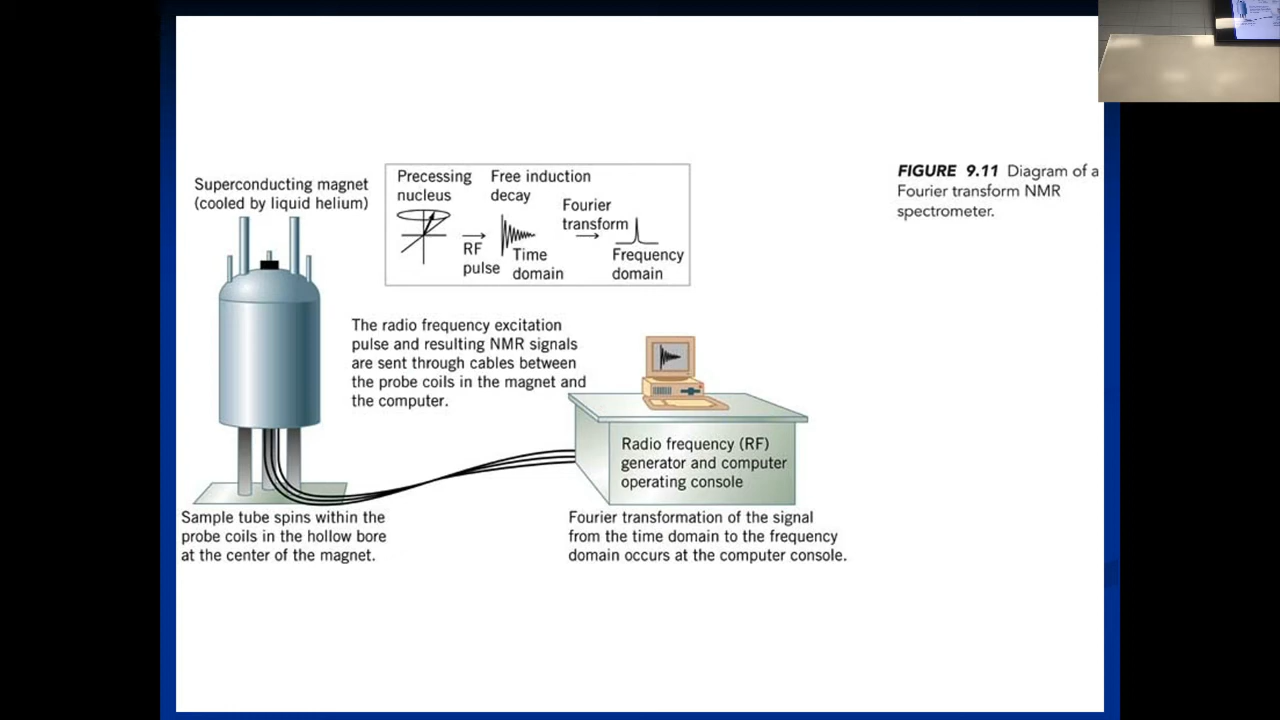 Superconducting magnet
(cooled by liquid helium)
Precessing
nucleus
Free induction
decay
Fourier
transform
RF
pulse
Time
domain
Frequency
domain
FIGURE 9.11 Diagram of a
Fourier transform NMR
spectrometer.
The radio frequency excitation
pulse and resulting NMR signals
are sent through cables between
the probe coils in the magnet and
the computer.
Radio frequency (RF)
generator and computer
operating console
Sample tube spins within the
probe coils in the hollow bore
at the center of the magnet.
Fourier transformation of the signal
from the time domain to the frequency
domain occurs at the computer console.